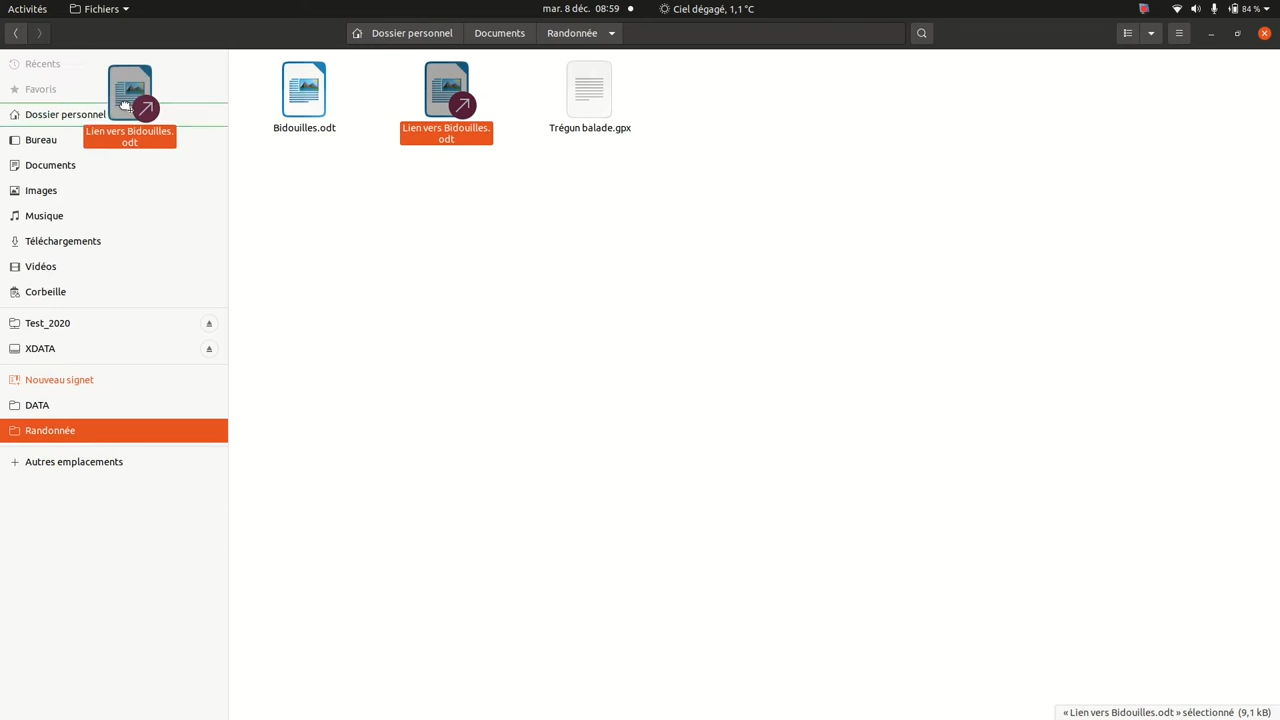 Activités
Fichiers
mar. 8 déc. 08:59
Ciel dégagé, 1,1 °C
84 %
Dossier personnel
Documents
Randonnée
Récents
Favoris
Dossier personnel
Bureau
Documents
Images
Musique
Téléchargements
Vidéos
Corbeille
Test_2020
XDATA
Nouveau signet
DATA
Randonnée
Autres emplacements
Lien vers Bidouilles.
odt
Bidouilles.odt
Lien vers Bidouilles.
odt
Trégun balade.gpx
« Lien vers Bidouilles.odt » sélectionné (9,1 kB)